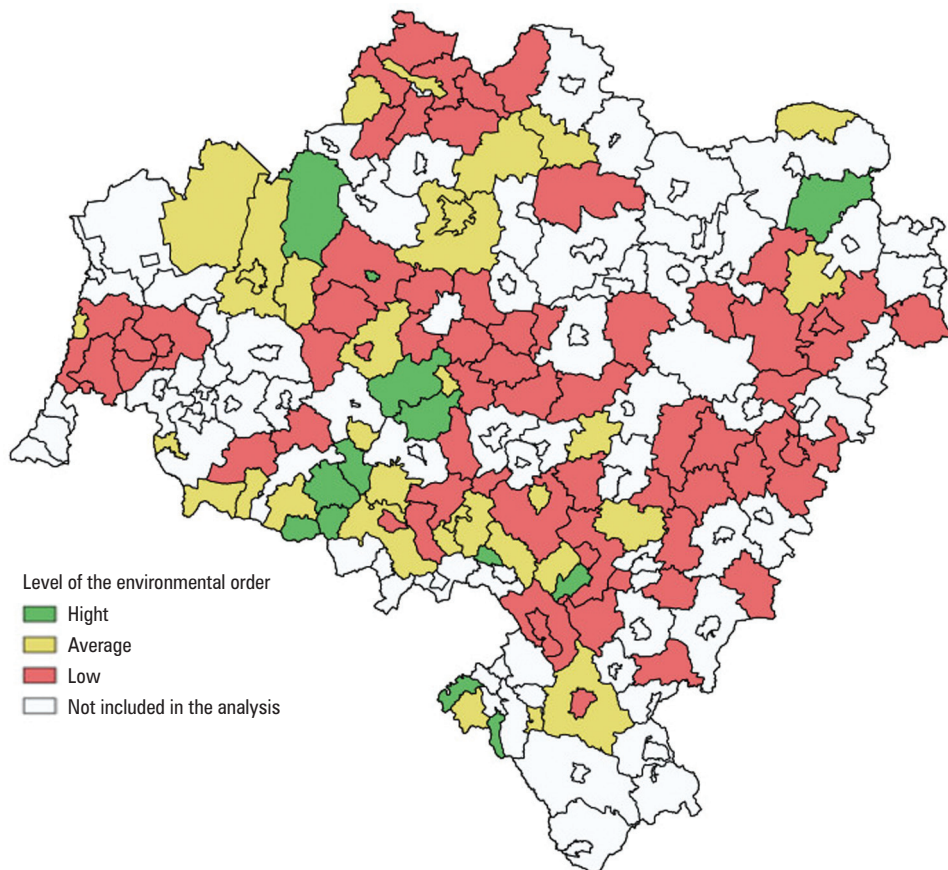 Level of the environmental order
Hight
Average
Low
Not included in the analysis